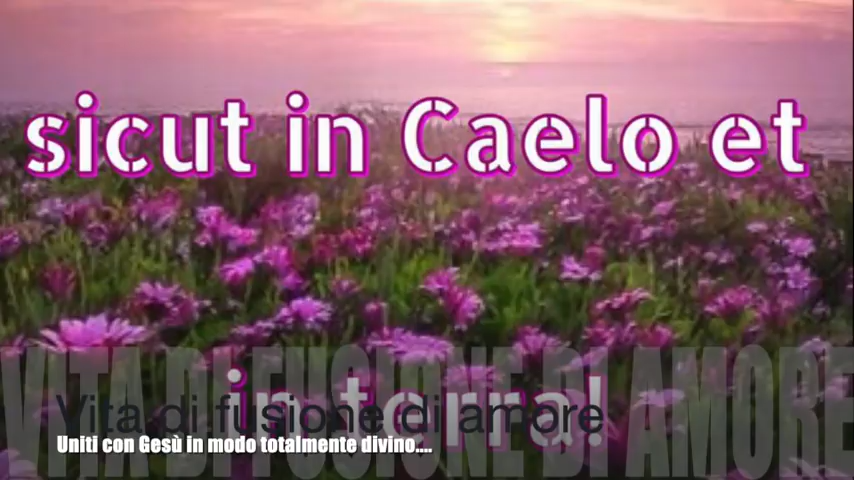 sicut in Caelo et
in terra!
VITA DI FUSIONE DI AMORE
Vita di fusione di amore
Uniti con Gesù in modo totalmente divino....